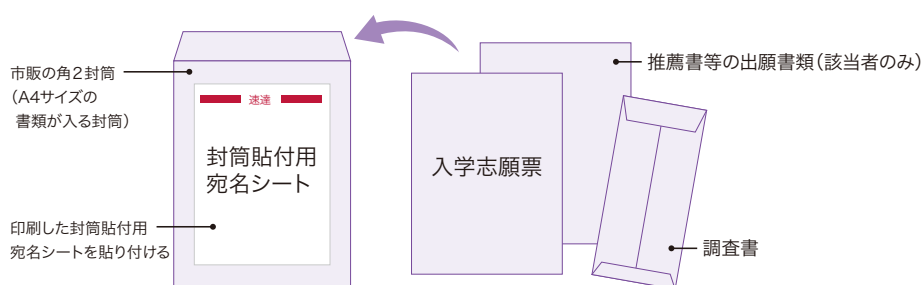 市販の角2封筒
(A4サイズの
書類が入る封筒)
速達
封筒貼付用
宛名シート
印刷した封筒貼付用
宛名シートを貼り付ける
推薦書等の出願書類(該当者のみ)
入学志願票
調査書